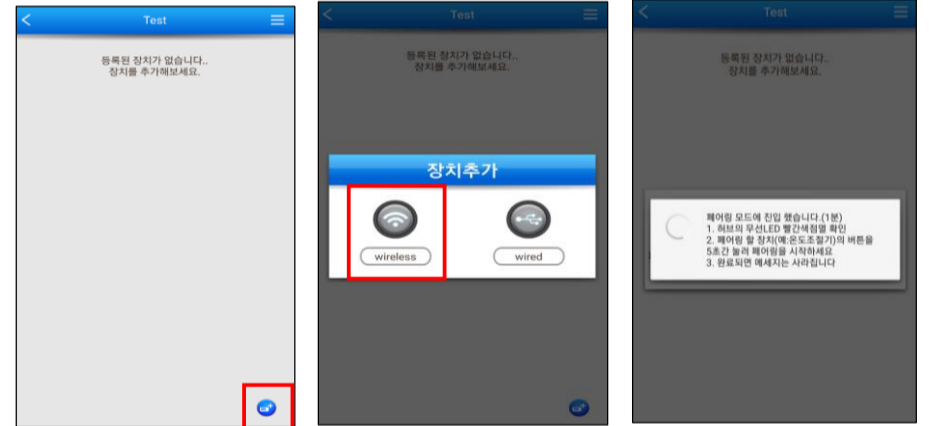 Test
등록된 장치가 없습니다..
장치를 추가해보세요.
Test
등록된 장치가 없습니다..
장치를 추가해보세요.
장치추가
wireless
wired
Test
등록된 장치가 없습니다..
장치를 추가해보세요.
페어링 모드에 진입 했습니다.(1분)
1. 허브의 무선LED 빨간색점멸 확인
2. 페어링 할 장치(예:온도조절기)의 버튼을
5초간 눌러 페어링을 시작하세요
3. 완료되면 메세지는 사라집니다